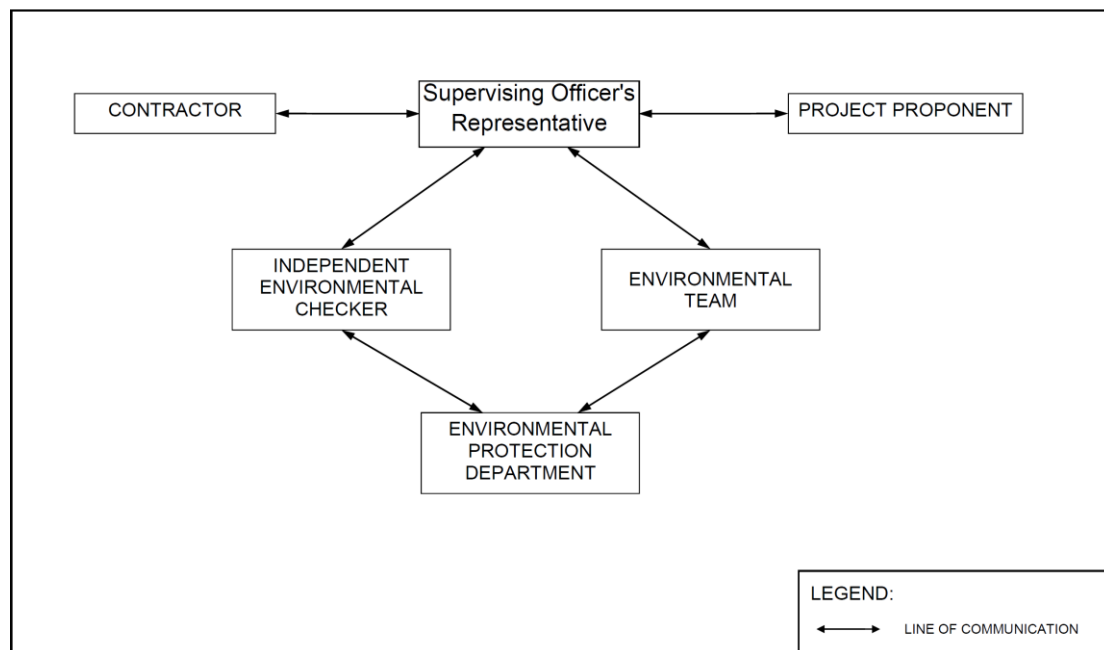 CONTRACTOR
Supervising Officer's
Representative
PROJECT PROPONENT
INDEPENDENT
ENVIRONMENTAL
CHECKER
ENVIRONMENTAL
TEAM
ENVIRONMENTAL
PROTECTION
DEPARTMENT
LEGEND:
LINE OF COMMUNICATION